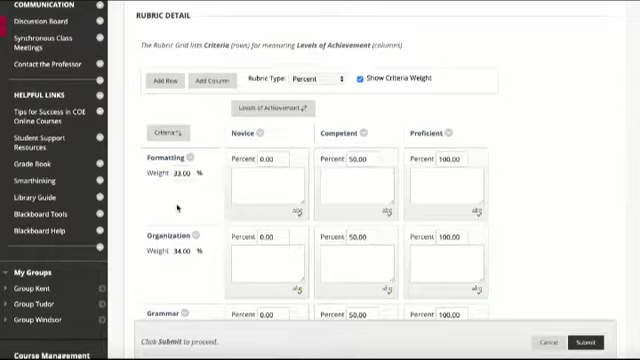 COMMUNICATION
Discussion Board
Synchronous Class
Meetings
Contact the Professor
HELPFUL LINKS
Tips for Success in COE
Online Courses
Student Support
Resources
Grade Book
Smarthinking
Library Guide
Blackboard Tools
Blackboard Help
My Groups
Group Kent
Group Tudor
Group Windsor
Course Management
RUBRIC DETAIL
The Rubric Grid lists Criteria (rows) for measuring Levels of Achievement (columns)
Add Row Add Column Rubric Type: Percent Show Criteria Weight
Levels of Achievement
Criteria Novice Competent Proficient
Formatting Percent 0.00 Percent 50.00 Percent 100.00
Weight 33.00 %
Organization Percent 0.00 Percent 50.00 Percent 100.00
Weight 34.00 %
Grammar Percent 0.00 Percent 50.00 Percent 100.00
Click Submit to proceed. Cancel Submit